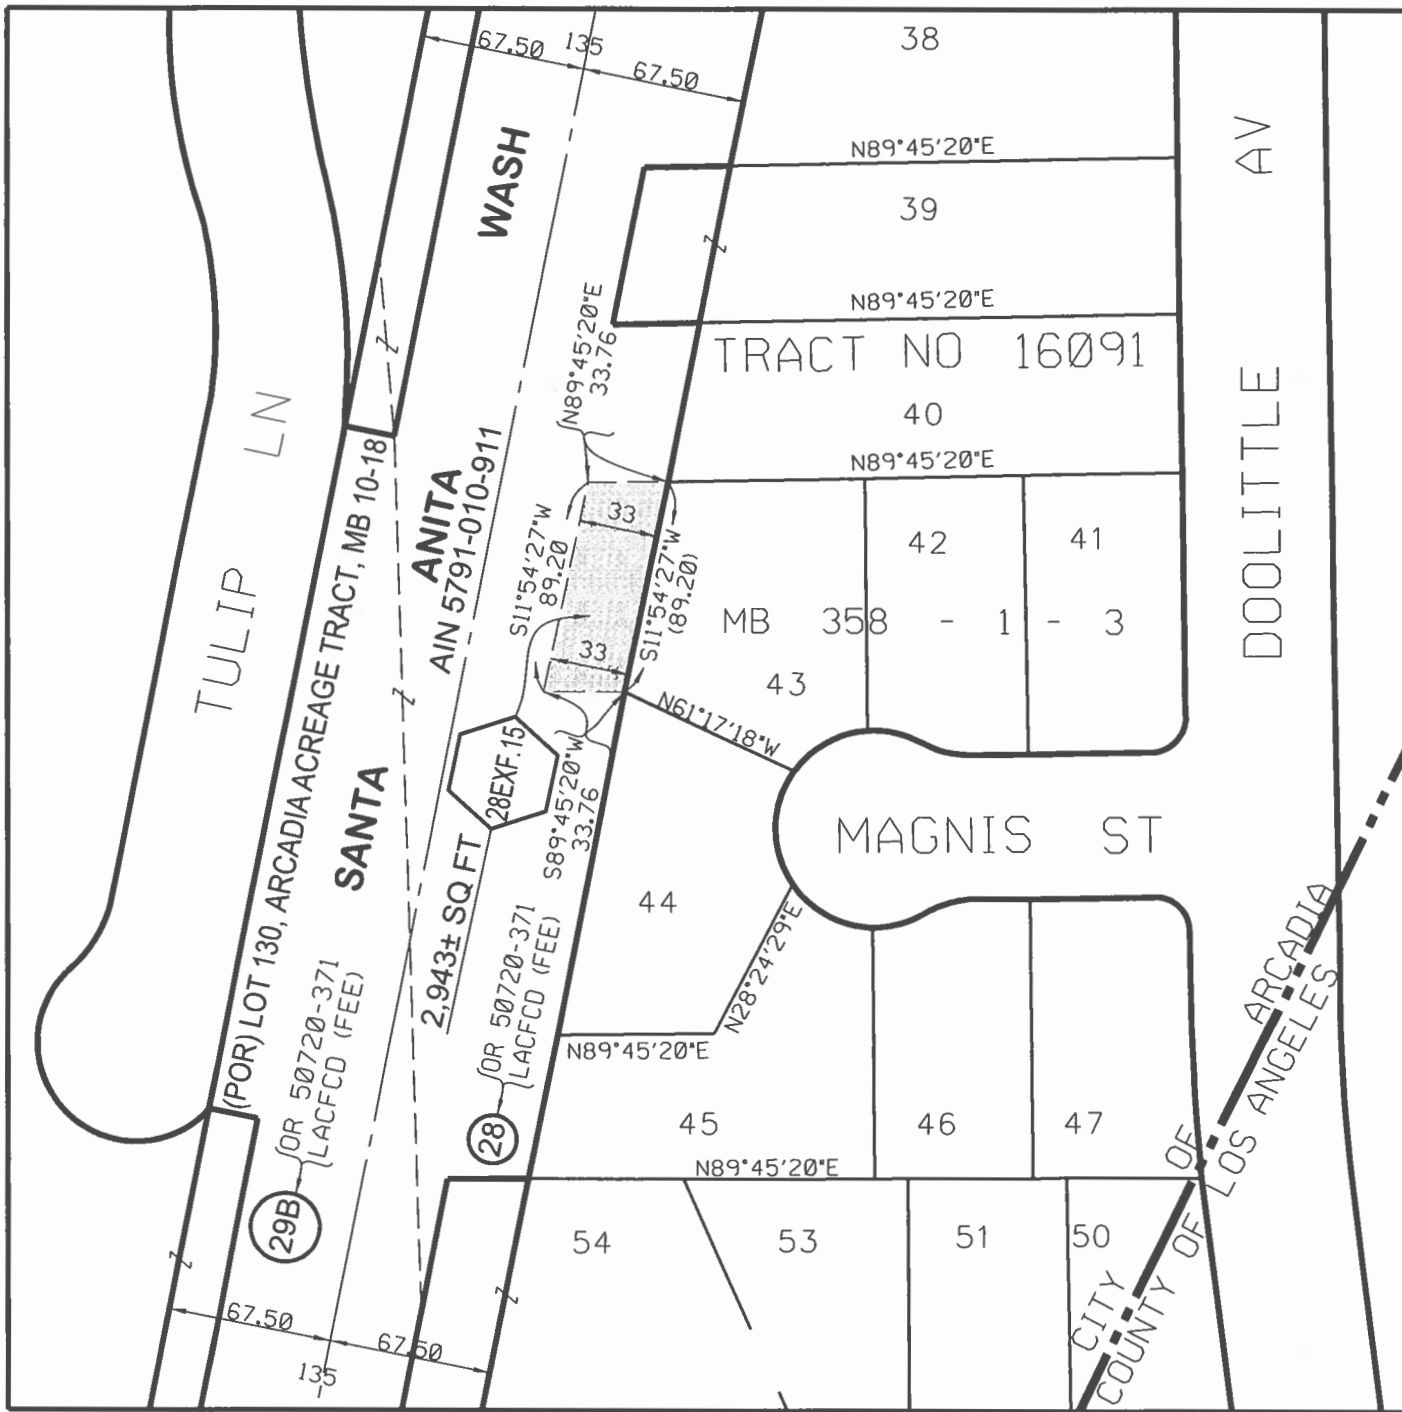 67.50
135
67.50
38
WASH
N89°45'20"E
39
AV
N89°45'20"E
N89°45'20"E
33.76
TRACT NO 16091
40
N89°45'20"E
TULIP LN
DOOLITTLE
(POR) LOT 130, ARCADIA ACREAGE TRACT, MB 10-18
ANITA
AIN 5791-010-911
S11°54'27"W
89.20
33
S11°54'27"W
(89.20)
42
41
MB 358 - 1 - 3
33
43
N61°17'18"W
SANTA
28EXF.15
2,943± SQ FT
S89°45'20"W
33.76
MAGNIS ST
44
N28°24'29"E
N89°45'20"E
OR 50720-371
LACFCD (FEE)
28
OR 50720-371
LACFCD (FEE)
29B
45
46
47
N89°45'20"E
CITY OF ARCADIA
COUNTY OF LOS ANGELES
54
53
51
50
67.50
67.50
135